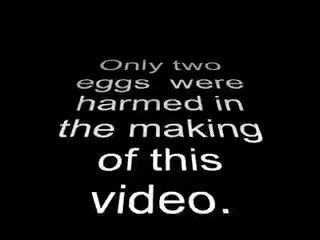 Only two
eggs were
harmed in
the making
of this
video.